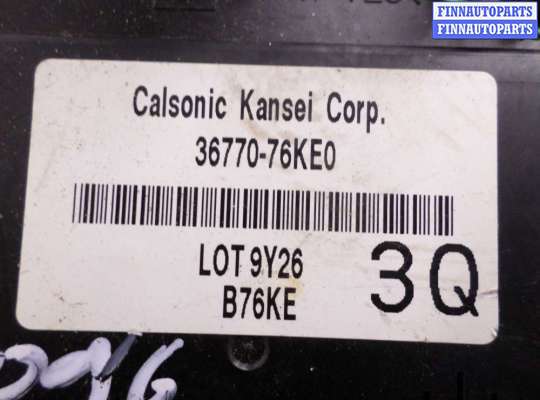 FINNAUTOPARTS
FINNAUTOPARTS
Calsonic Kansei Corp.
36770-76KE0
LOT 9Y26
B76KE
3Q